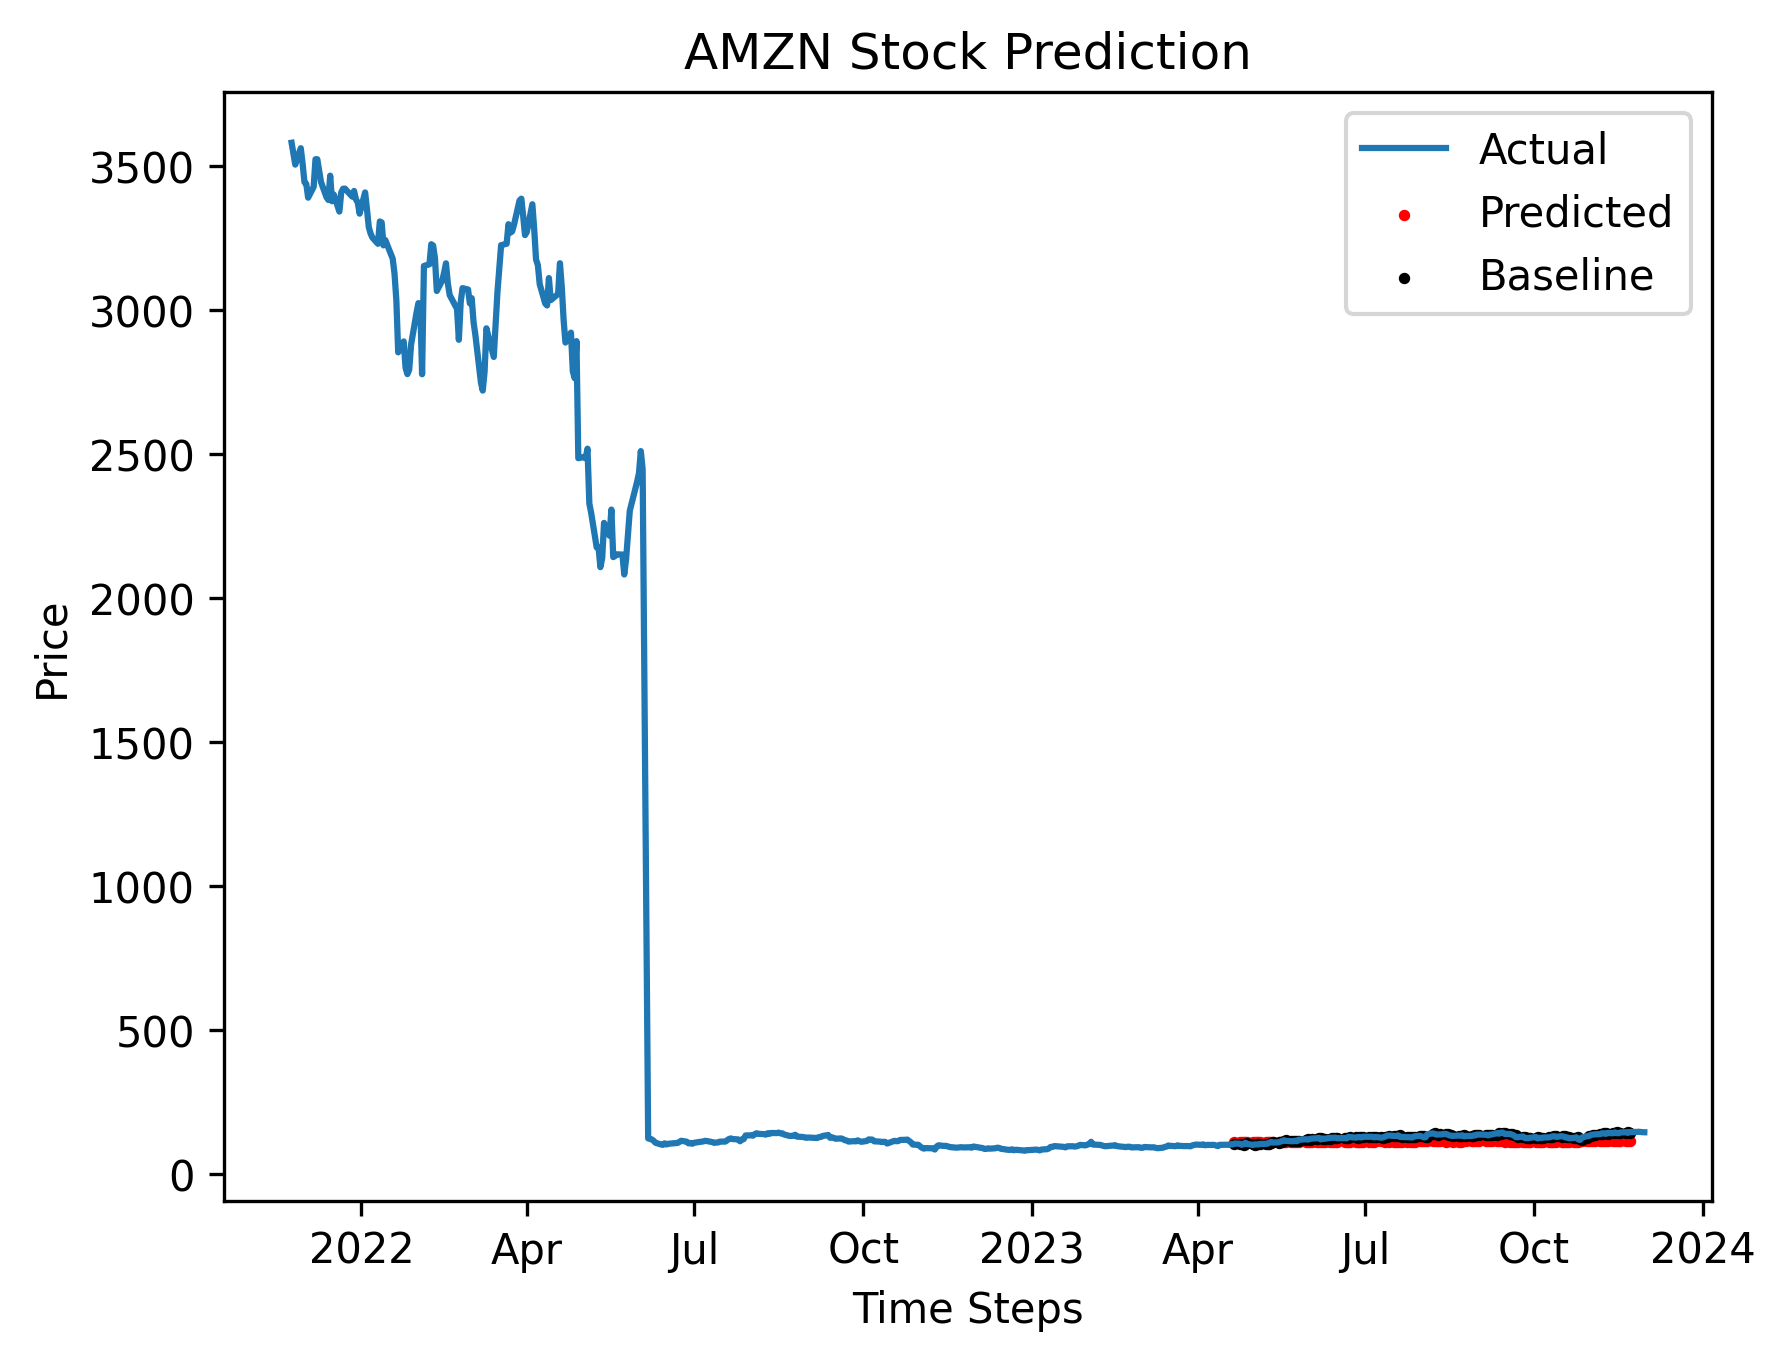 AMZN Stock Prediction
Actual
Predicted
Baseline
3500
3000
2500
2000
1500
1000
500
0
Price
2022 Apr Jul Oct 2023 Apr Jul Oct 2024
Time Steps